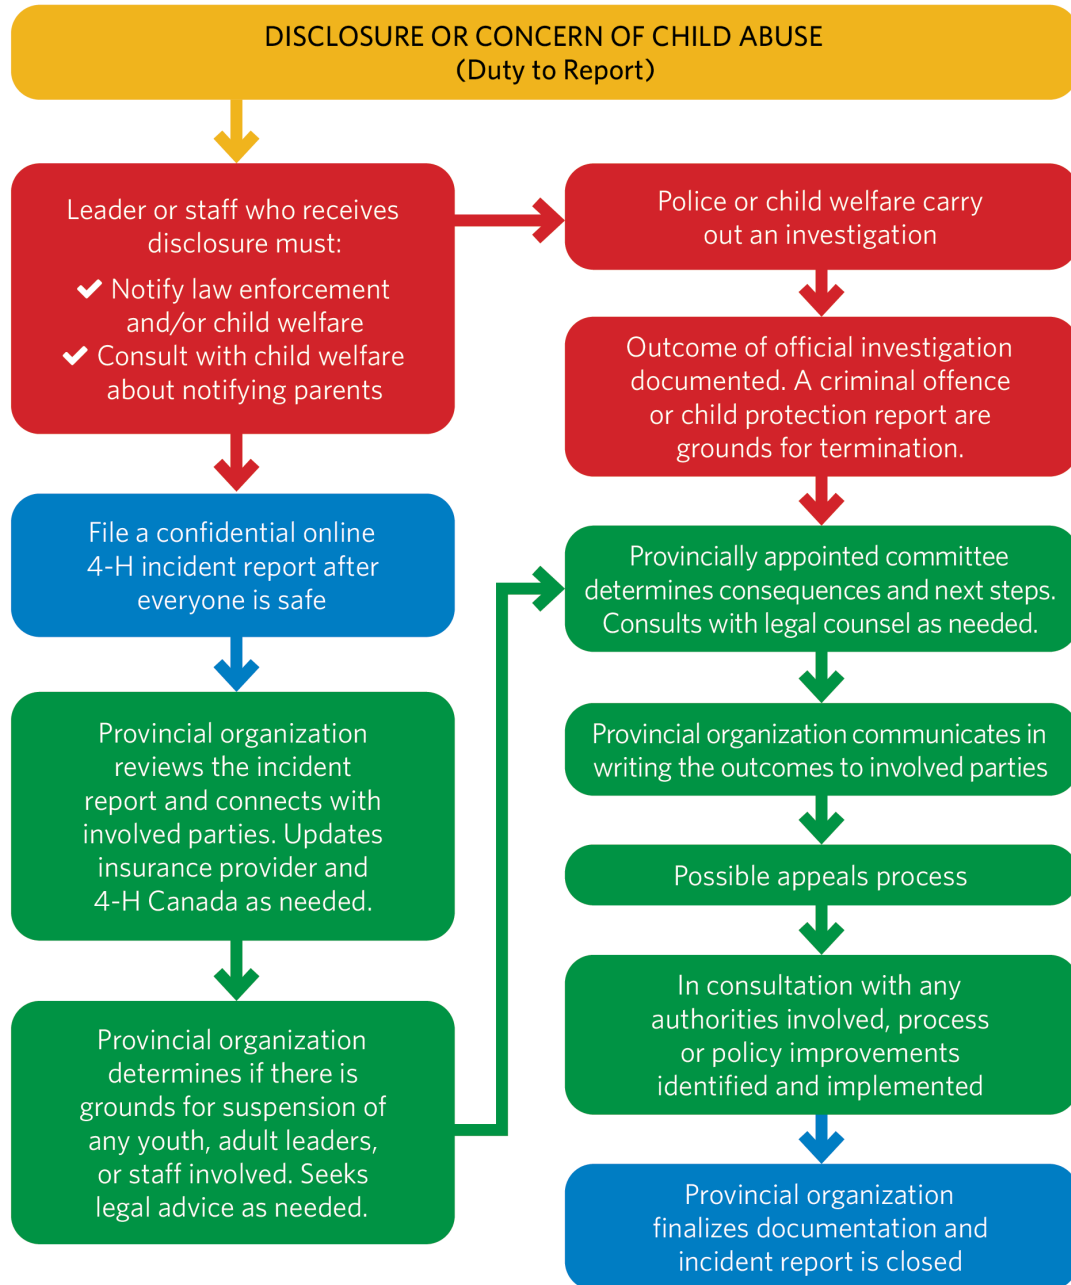 DISCLOSURE OR CONCERN OF CHILD ABUSE
(Duty to Report)
Leader or staff who receives
disclosure must:
✔ Notify law enforcement
and/or child welfare
✔ Consult with child welfare
about notifying parents
File a confidential online
4-H incident report after
everyone is safe
Provincial organization
reviews the incident
report and connects with
involved parties. Updates
insurance provider and
4-H Canada as needed.
Provincial organization
determines if there is
grounds for suspension of
any youth, adult leaders,
or staff involved. Seeks
legal advice as needed.
Police or child welfare carry
out an investigation
Outcome of official investigation
documented. A criminal offence
or child protection report are
grounds for termination.
Provincially appointed committee
determines consequences and next steps.
Consults with legal counsel as needed.
Provincial organization communicates in
writing the outcomes to involved parties
Possible appeals process
In consultation with any
authorities involved, process
or policy improvements
identified and implemented
Provincial organization
finalizes documentation and
incident report is closed